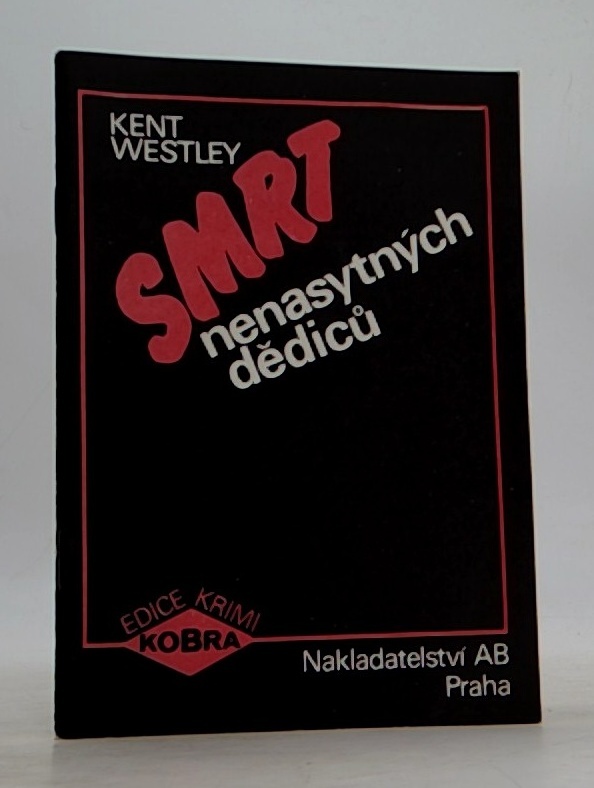 KENT
WESTLEY
SMRT
nenasytných
dědiců
EDICE KRIMI
KOBRA
Nakladatelství AB
Praha